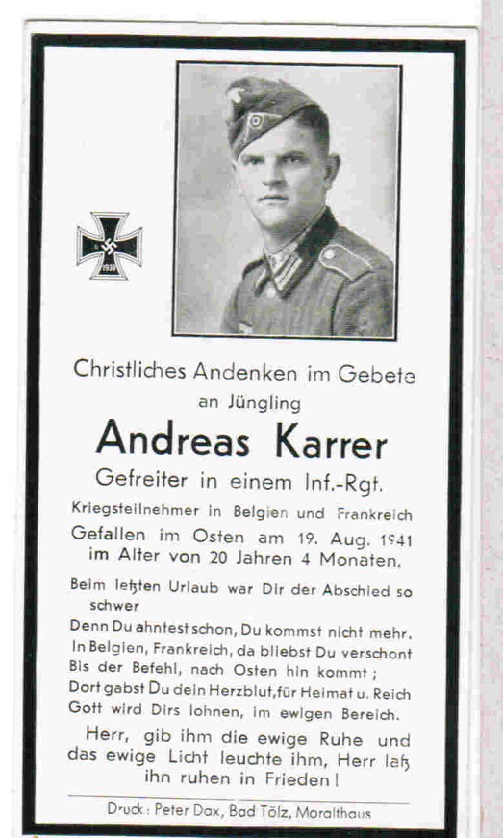 1939
Christliches Andenken im Gebete
an Jüngling
Andreas Karrer
Gefreiter in einem Inf.-Rgt.
Kriegsteilnehmer in Belgien und Frankreich
Gefallen im Osten am 19. Aug. 1941
im Alter von 20 Jahren 4 Monaten.
Beim letzten Urlaub war Dir der Abschied so
schwer
Denn Du ahntest schon, Du kommst nicht mehr.
In Belgien, Frankreich, da bliebst Du verschont
Bis der Befehl, nach Osten hin kommt;
Dort gabst Du dein Herzblut, für Heimat u. Reich
Gott wird Dirs lohnen, im ewigen Bereich.
Herr, gib ihm die ewige Ruhe und
das ewige Licht leuchte ihm, Herr laß
ihn ruhen in Frieden!
Druck: Peter Dax, Bad Tölz, Moralthaus